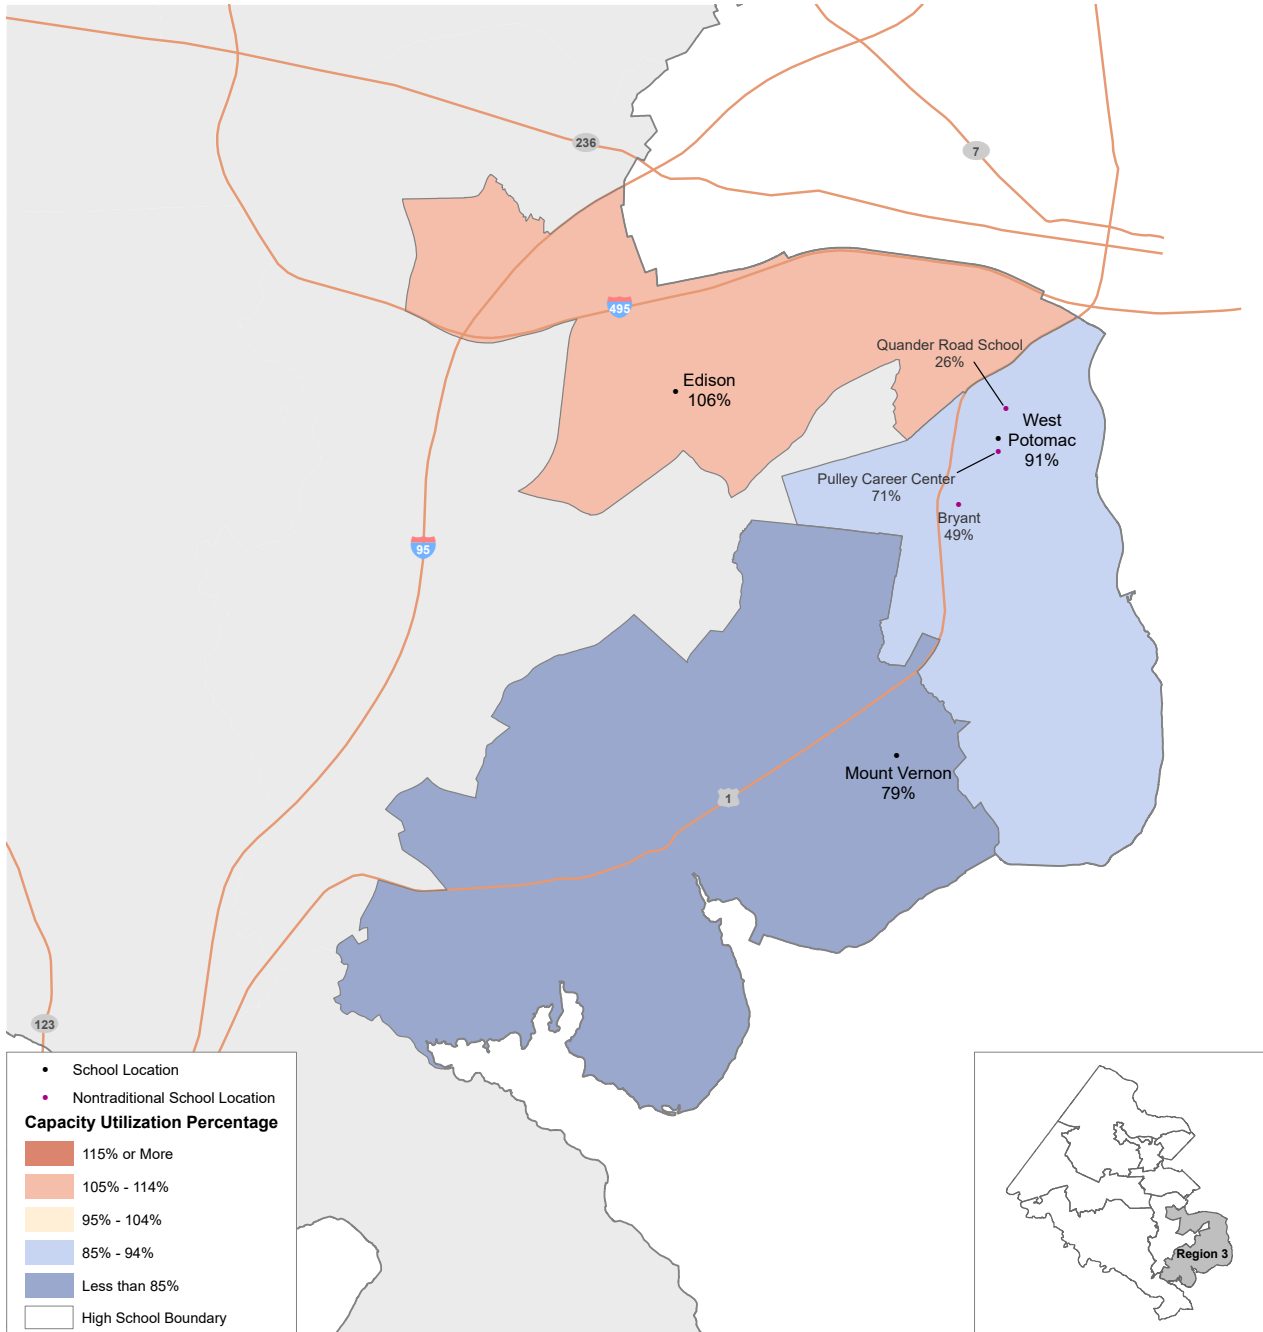 236
7
495
Quander Road School
26%
Edison
106%
West
Potomac
91%
Pulley Career Center
71%
Bryant
49%
95
Mount Vernon
79%
1
123
School Location
Nontraditional School Location
Capacity Utilization Percentage
115% or More
105% - 114%
95% - 104%
85% - 94%
Less than 85%
High School Boundary
Region 3